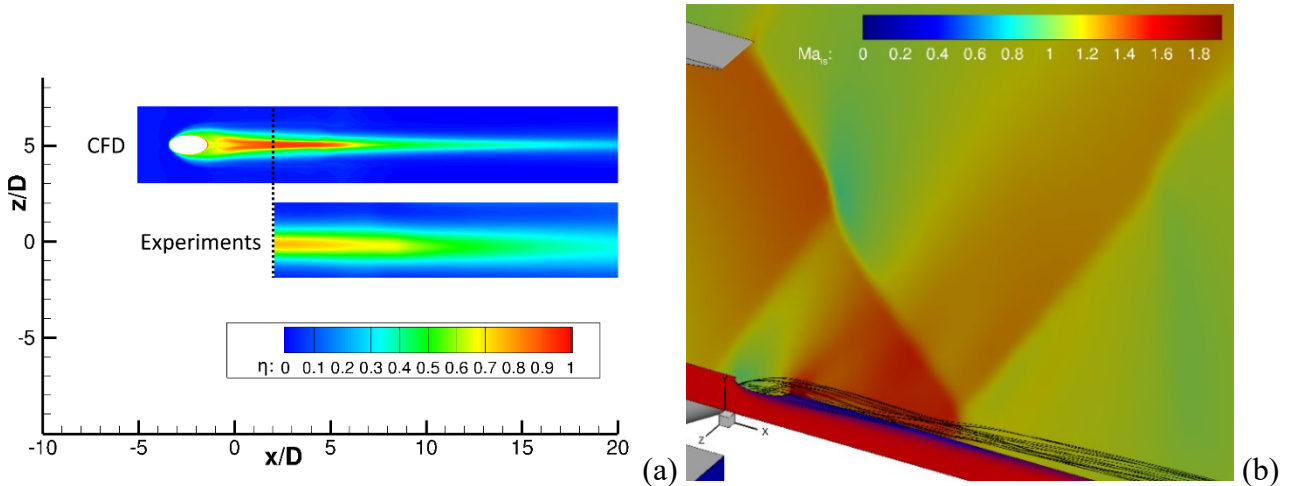 CFD
Experiments
z/D
5
0
-5
η: 0 0.1 0.2 0.3 0.4 0.5 0.6 0.7 0.8 0.9 1
-10 -5 0 5 10 15 20
x/D
(a)
Ma_is: 0 0.2 0.4 0.6 0.8 1 1.2 1.4 1.6 1.8
Y
z
x
(b)